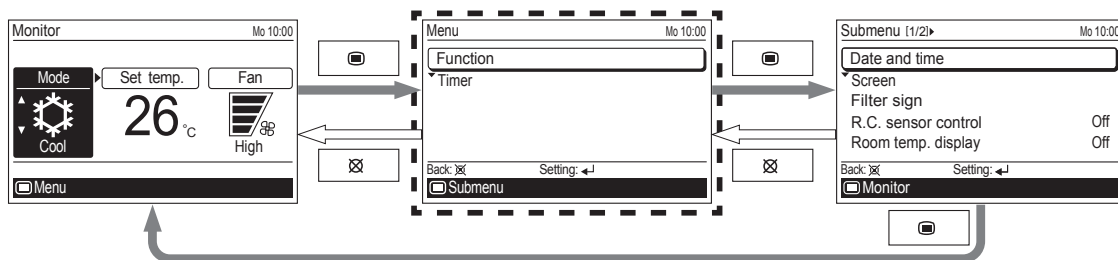 Monitor
Mo 10:00
Mode
Set temp.
Fan
26 °C
Cool
High
Menu
Menu
Mo 10:00
Function
Timer
Back:
Setting:
Submenu
Submenu [1/2]
Mo 10:00
Date and time
Screen
Filter sign
R.C. sensor control Off
Room temp. display Off
Back:
Setting:
Monitor